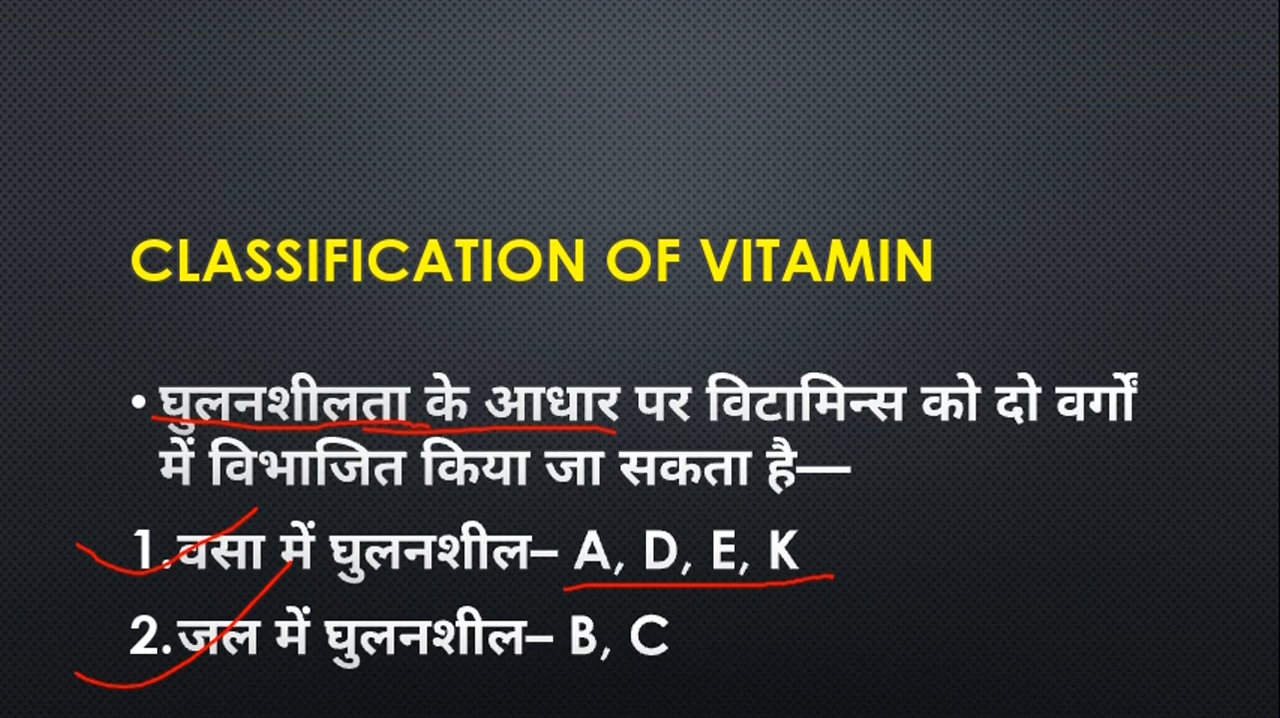 CLASSIFICATION OF VITAMIN
• घुलनशीलता के आधार पर विटामिन्स को दो वर्गों
में विभाजित किया जा सकता है—
1.वसा में घुलनशील– A, D, E, K
2.जल में घुलनशील– B, C